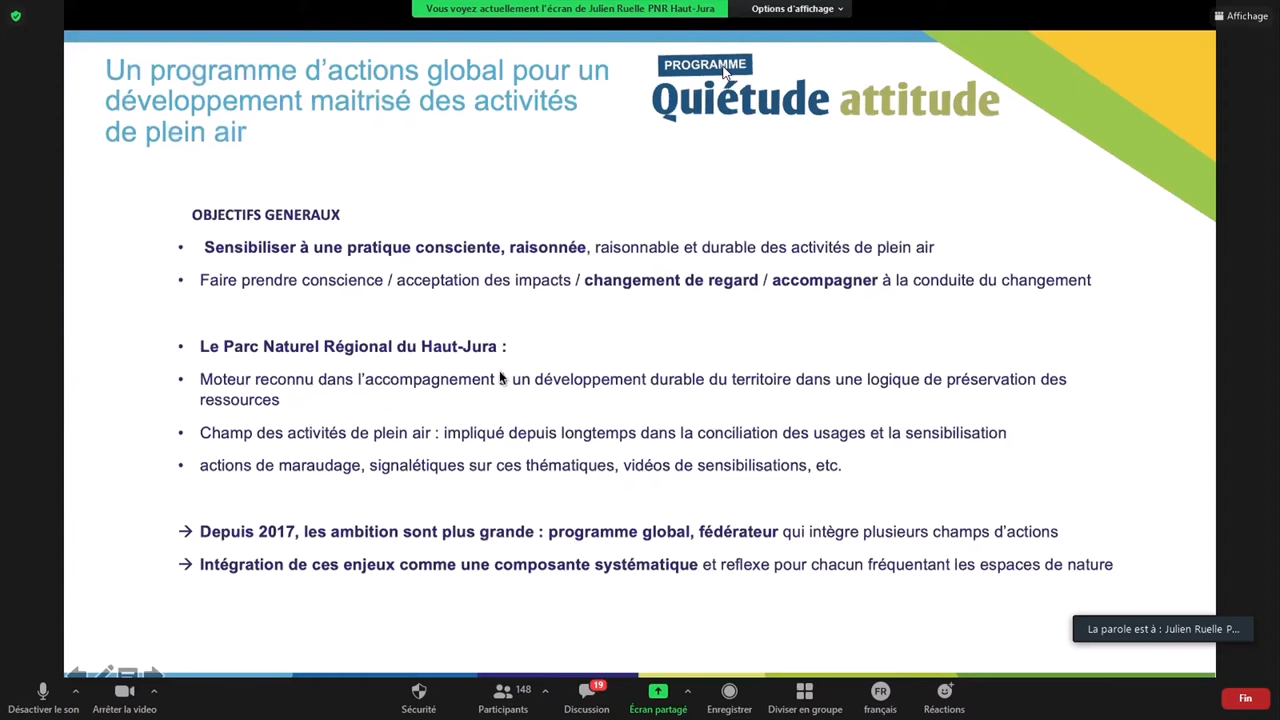 Vous voyez actuellement l'écran de Julien Ruelle PNR Haut-Jura
Options d'affichage
Affichage
Un programme d'actions global pour un
développement maitrisé des activités
de plein air
PROGRAMME
Quiétude attitude
OBJECTIFS GENERAUX
• Sensibiliser à une pratique consciente, raisonnée, raisonnable et durable des activités de plein air
• Faire prendre conscience / acceptation des impacts / changement de regard / accompagner à la conduite du changement
• Le Parc Naturel Régional du Haut-Jura :
• Moteur reconnu dans l'accompagnement un développement durable du territoire dans une logique de préservation des
ressources
• Champ des activités de plein air : impliqué depuis longtemps dans la conciliation des usages et la sensibilisation
• actions de maraudage, signalétiques sur ces thématiques, vidéos de sensibilisations, etc.
→ Depuis 2017, les ambition sont plus grande : programme global, fédérateur qui intègre plusieurs champs d'actions
→ Intégration de ces enjeux comme une composante systématique et reflexe pour chacun fréquentant les espaces de nature
La parole est à : Julien Ruelle P...
Désactiver le son
Arrêter la video
Sécurité
148
Participants
19
Discussion
Écran partagé
Enregistrer
Diviser en groupe
FR
français
Réactions
Fin